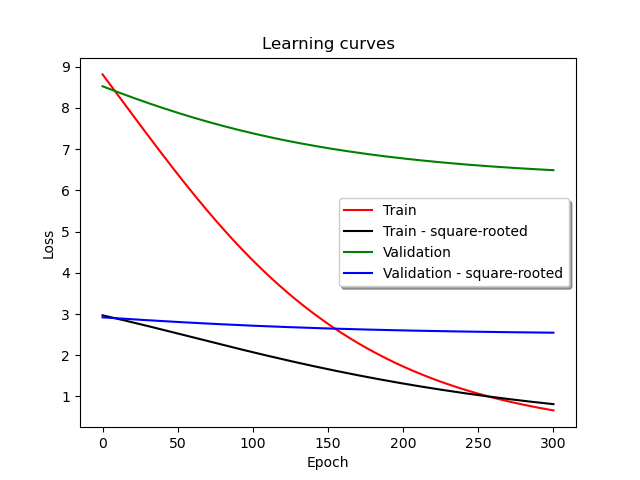 Learning curves
9
8
7
6
5
4
3
2
1
Loss
Train
Train - square-rooted
Validation
Validation - square-rooted
0 50 100 150 200 250 300
Epoch